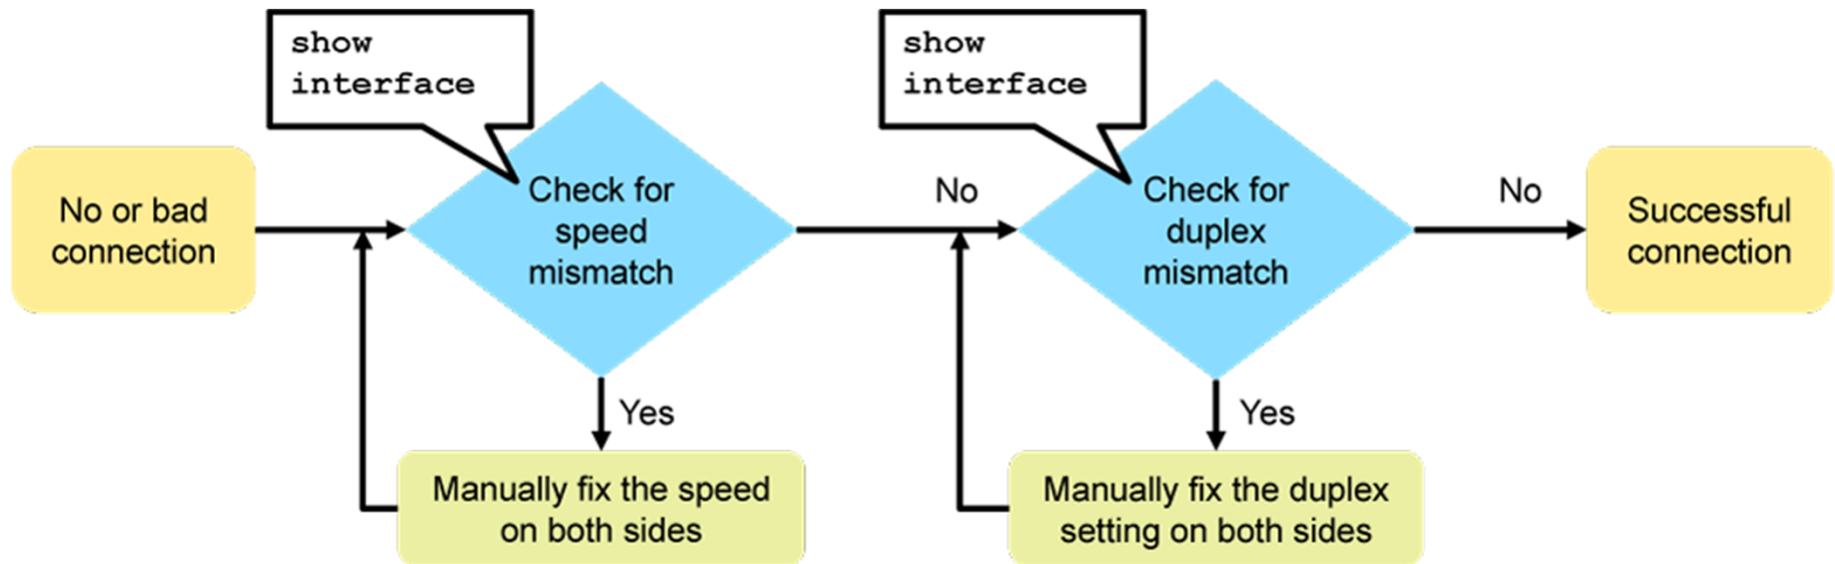 show
interface
show
interface
No or bad
connection
Check for
speed
mismatch
No
Check for
duplex
mismatch
No
Successful
connection
Yes
Manually fix the speed
on both sides
Yes
Manually fix the duplex
setting on both sides